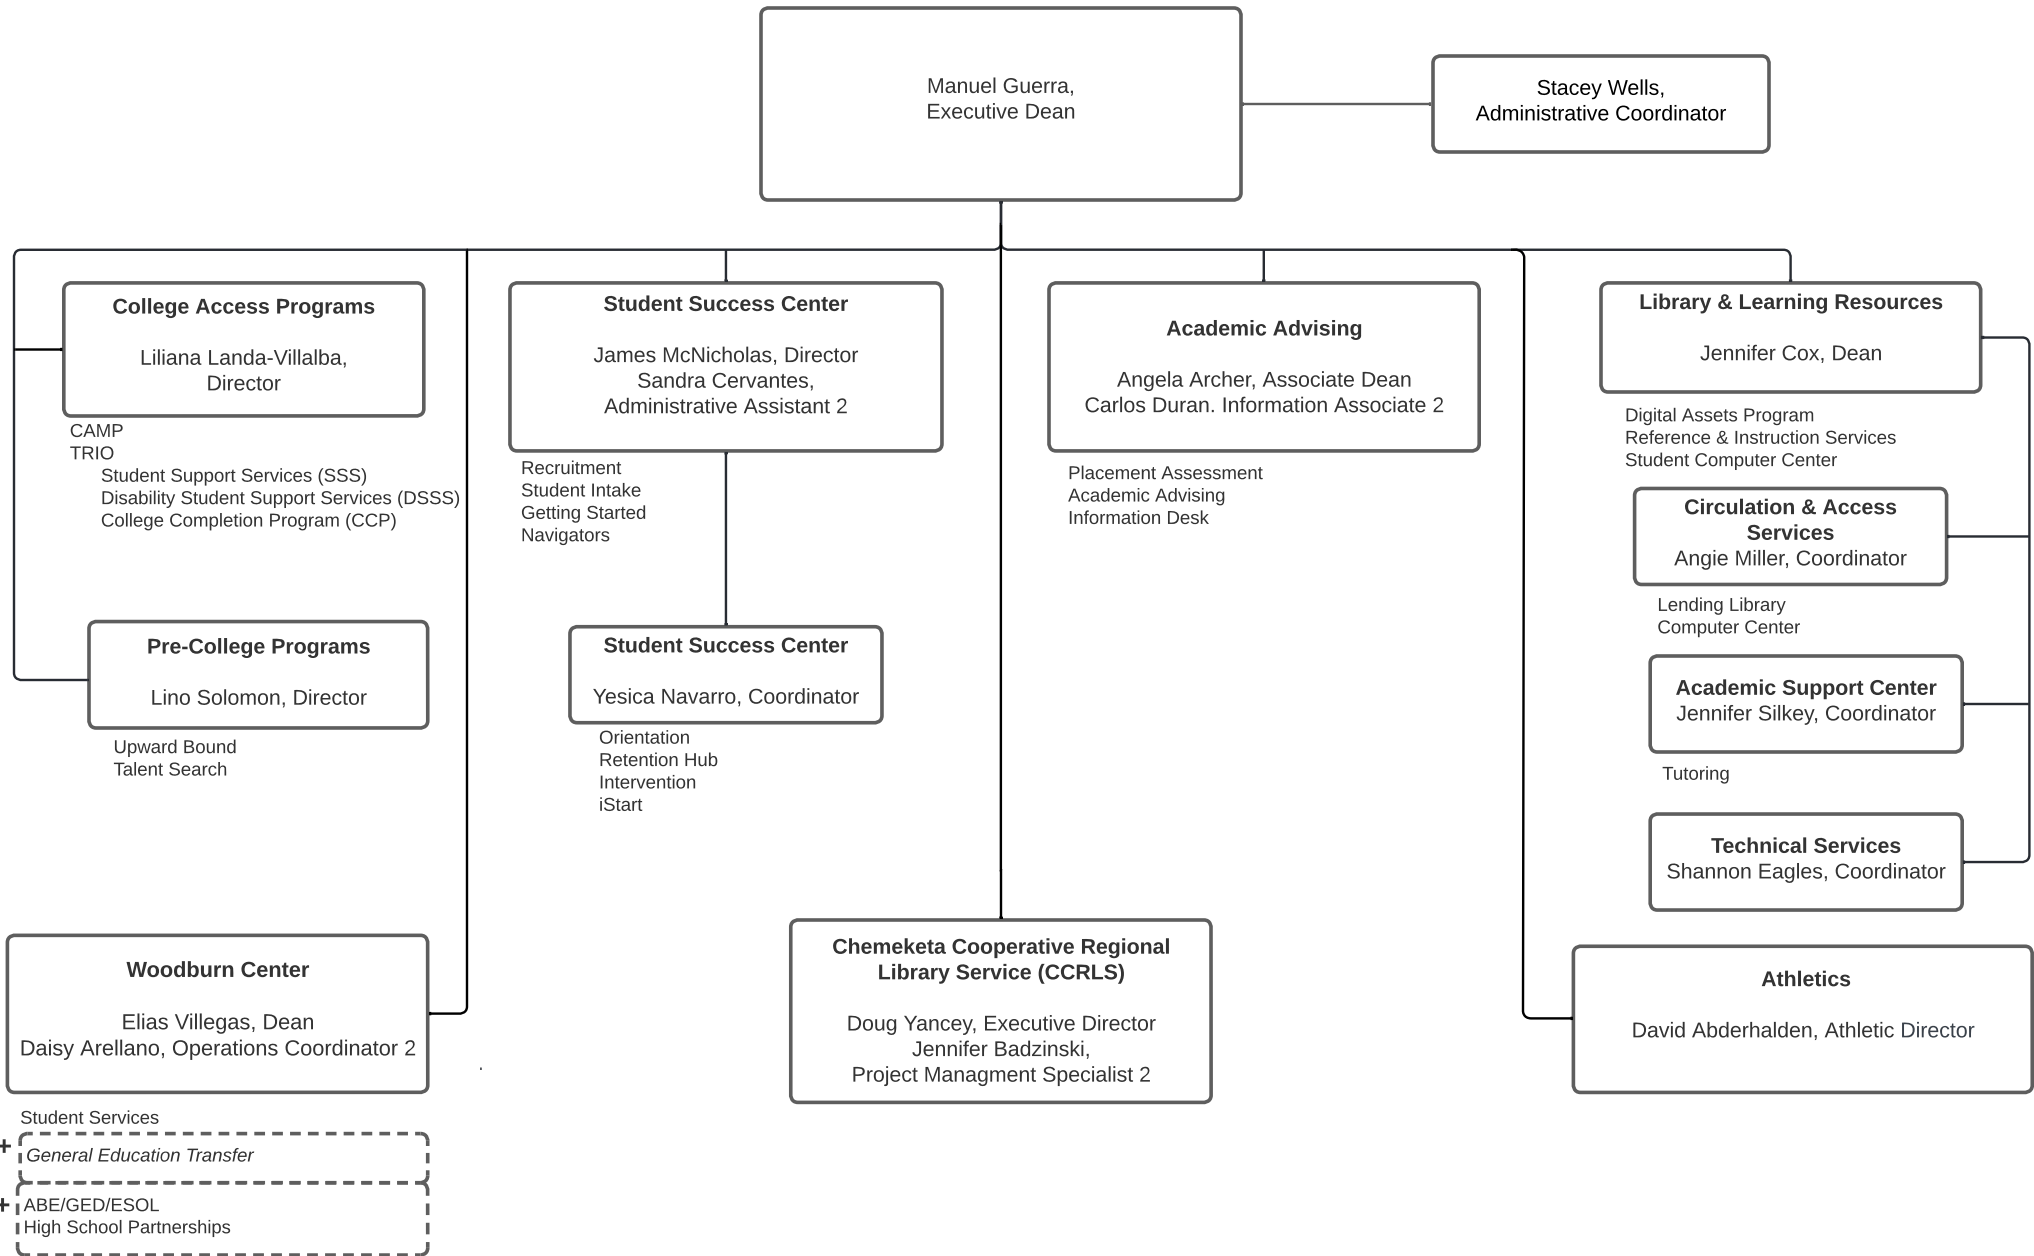 Manuel Guerra,
Executive Dean
Stacey Wells,
Administrative Coordinator
College Access Programs
Liliana Landa-Villalba,
Director
CAMP
TRIO
Student Support Services (SSS)
Disability Student Support Services (DSSS)
College Completion Program (CCP)
Pre-College Programs
Lino Solomon, Director
Upward Bound
Talent Search
Woodburn Center
Elias Villegas, Dean
Daisy Arellano, Operations Coordinator 2
Student Services
+
General Education Transfer
+
ABE/GED/ESOL
High School Partnerships
Student Success Center
James McNicholas, Director
Sandra Cervantes,
Administrative Assistant 2
Recruitment
Student Intake
Getting Started
Navigators
Student Success Center
Yesica Navarro, Coordinator
Orientation
Retention Hub
Intervention
iStart
.
Chemeketa Cooperative Regional
Library Service (CCRLS)
Doug Yancey, Executive Director
Jennifer Badzinski,
Project Managment Specialist 2
Academic Advising
Angela Archer, Associate Dean
Carlos Duran. Information Associate 2
Placement Assessment
Academic Advising
Information Desk
Library & Learning Resources
Jennifer Cox, Dean
Digital Assets Program
Reference & Instruction Services
Student Computer Center
Circulation & Access
Services
Angie Miller, Coordinator
Lending Library
Computer Center
Academic Support Center
Jennifer Silkey, Coordinator
Tutoring
Technical Services
Shannon Eagles, Coordinator
Athletics
David Abderhalden, Athletic Director